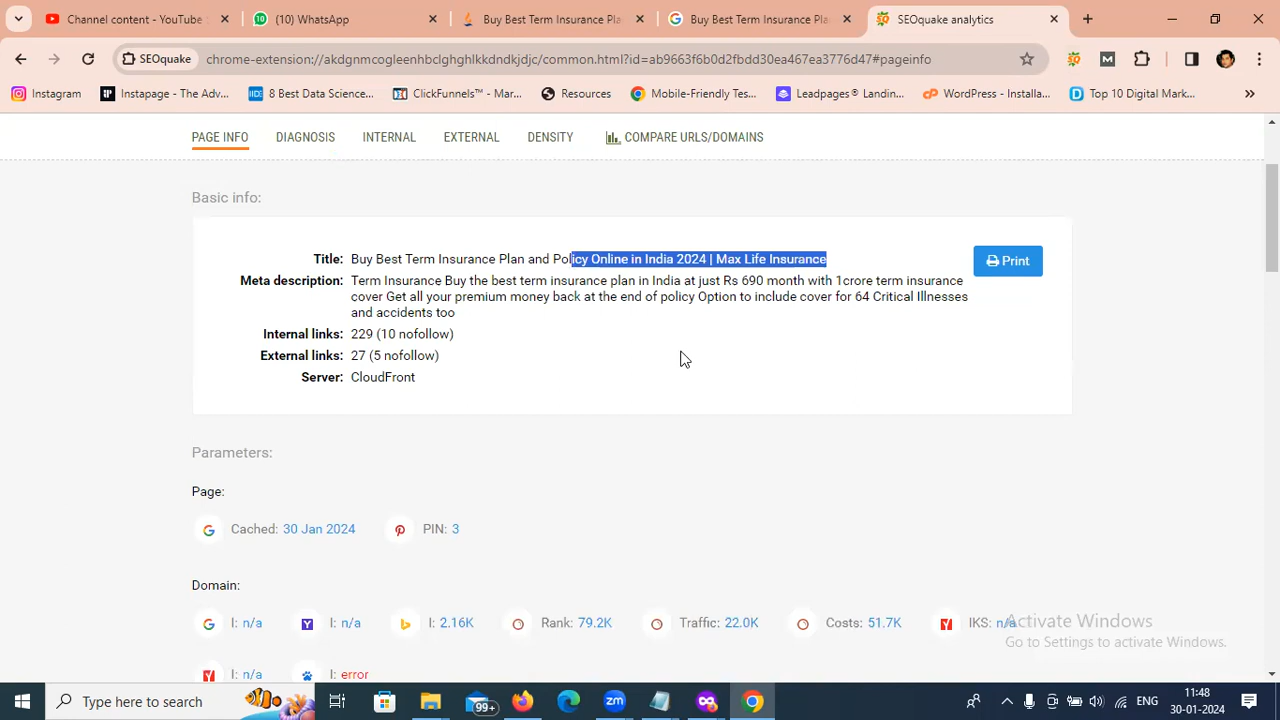 Channel content - YouTube
(10) WhatsApp
Buy Best Term Insurance Pla
Buy Best Term Insurance Pla
SEOquake analytics
SEOquake
chrome-extension://akdgnmcogleenhbclghghlkkdndkjdjc/common.html?id=ab9663f6b0d2fbdd30ea467ea3776d47#pageinfo
Instagram
Instapage - The Adv...
8 Best Data Science...
ClickFunnels™ - Mar...
Resources
Mobile-Friendly Tes...
Leadpages® Landin...
WordPress - Installa...
Top 10 Digital Mark...
PAGE INFO
DIAGNOSIS
INTERNAL
EXTERNAL
DENSITY
COMPARE URLS/DOMAINS
Basic info:
Title: Buy Best Term Insurance Plan and Policy Online in India 2024 | Max Life Insurance
Print
Meta description: Term Insurance Buy the best term insurance plan in India at just Rs 690 month with 1crore term insurance
cover Get all your premium money back at the end of policy Option to include cover for 64 Critical Illnesses
and accidents too
Internal links: 229 (10 nofollow)
External links: 27 (5 nofollow)
Server: CloudFront
Parameters:
Page:
Cached: 30 Jan 2024
PIN: 3
Domain:
I: n/a
I: n/a
I: 2.16K
Rank: 79.2K
Traffic: 22.0K
Costs: 51.7K
IKS: n/a
I: n/a
I: error
Activate Windows
Go to Settings to activate Windows.
Type here to search
99+
zm
ENG
11:48
30-01-2024